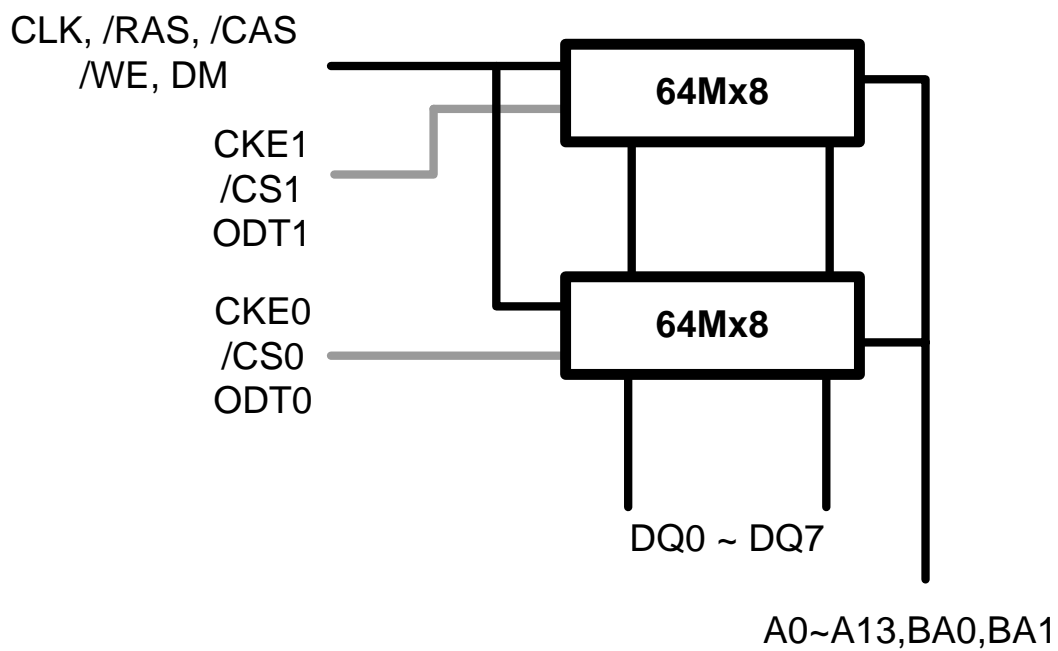 CLK, /RAS, /CAS
/WE, DM
64Mx8
CKE1
/CS1
ODT1
CKE0
/CS0
ODT0
64Mx8
DQ0 ~ DQ7
A0~A13,BA0,BA1